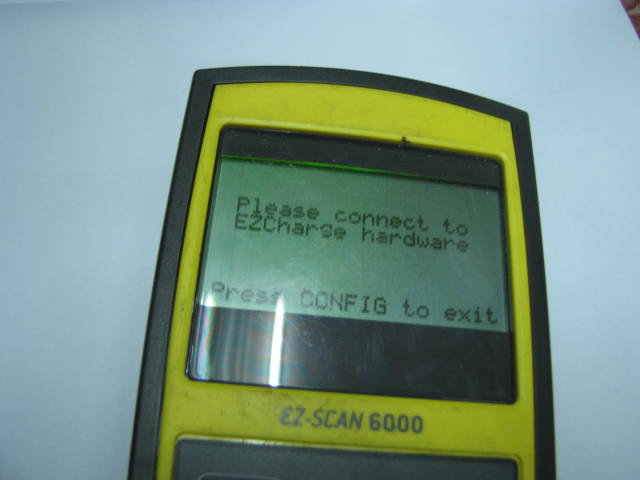 Please connect to
EZCharge hardware
Press CONFIG to exit
EZ-SCAN 6000